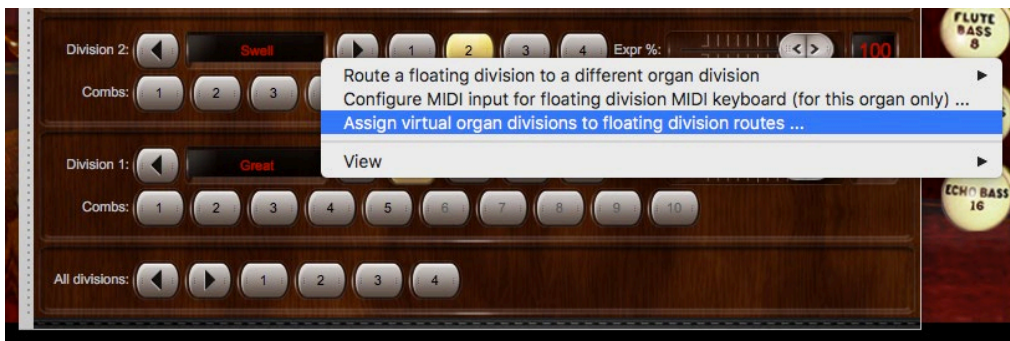 FLUTE
BASS
8
Division 2: Swell 1 2 3 4 Expr %: < > 100
Combs: 1 2 3
Route a floating division to a different organ division
Configure MIDI input for floating division MIDI keyboard (for this organ only) ...
Assign virtual organ divisions to floating division routes ...
View
Division 1: Great
Combs: 1 2 3 4 5 6 7 8 9 10
ECHO BASS
16
All divisions: 1 2 3 4